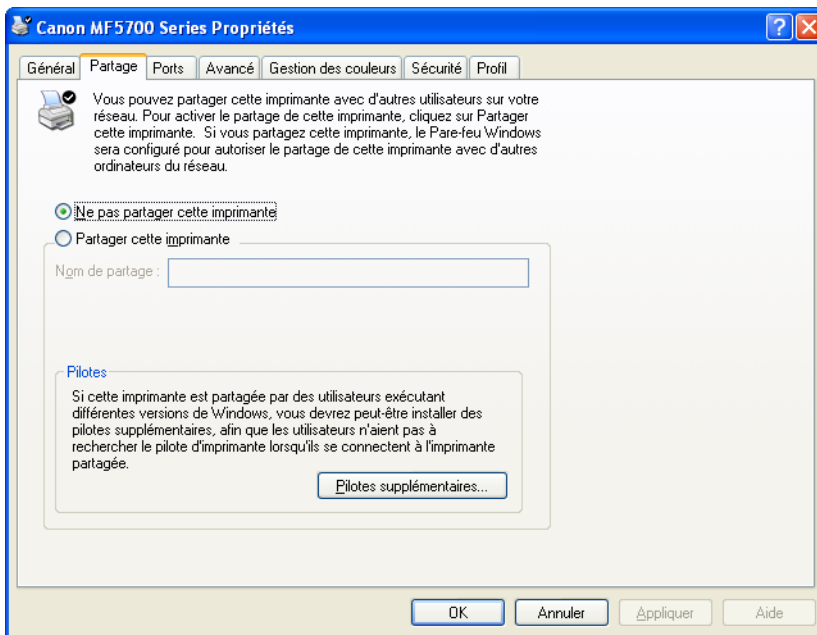 Canon MF5700 Series Propriétés
Général Partage Ports Avancé Gestion des couleurs Sécurité Profil
Vous pouvez partager cette imprimante avec d'autres utilisateurs sur votre
réseau. Pour activer le partage de cette imprimante, cliquez sur Partager
cette imprimante. Si vous partagez cette imprimante, le Pare-feu Windows
sera configuré pour autoriser le partage de cette imprimante avec d'autres
ordinateurs du réseau.
Ne pas partager cette imprimante
Partager cette imprimante
Nom de partage :
Pilotes
Si cette imprimante est partagée par des utilisateurs exécutant
différentes versions de Windows, vous devrez peut-être installer des
pilotes supplémentaires, afin que les utilisateurs n'aient pas à
rechercher le pilote d'imprimante lorsqu'ils se connectent à l'imprimante
partagée.
Pilotes supplémentaires...
OK Annuler Appliquer Aide